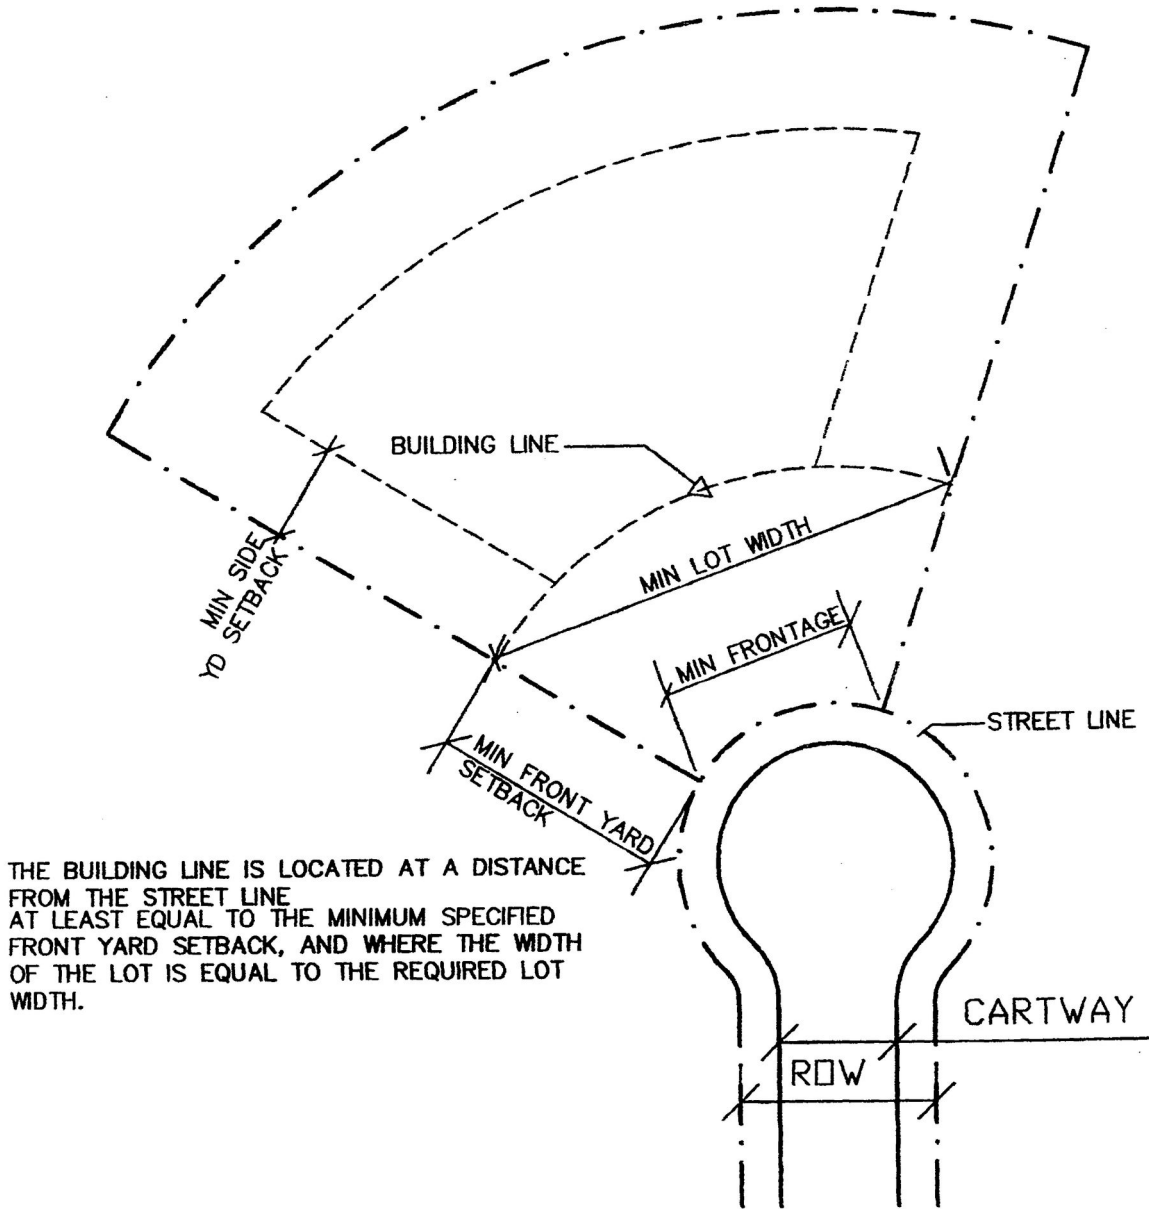 BUILDING LINE
MIN LOT WIDTH
MIN SIDE
YD SETBACK
MIN FRONTAGE
STREET LINE
MIN FRONT YARD
SETBACK
THE BUILDING LINE IS LOCATED AT A DISTANCE
FROM THE STREET LINE
AT LEAST EQUAL TO THE MINIMUM SPECIFIED
FRONT YARD SETBACK, AND WHERE THE WIDTH
OF THE LOT IS EQUAL TO THE REQUIRED LOT
WIDTH.
CARTWAY
ROW